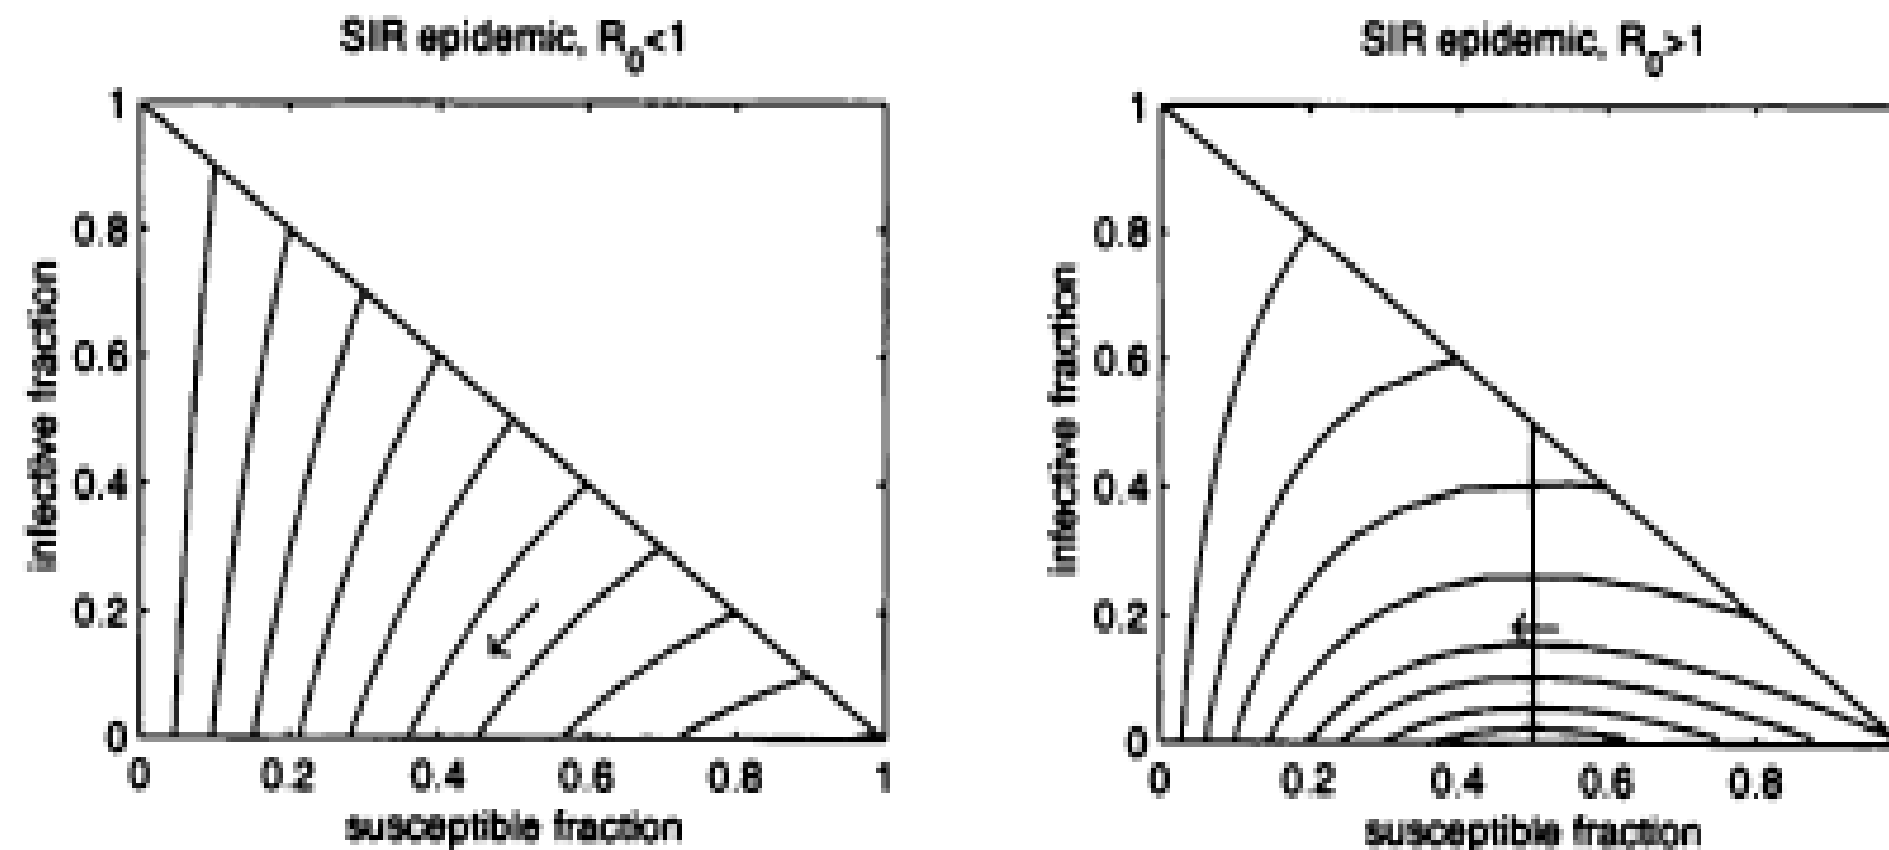 SIR epidemic, R0<1
1
0.8
0.6
0.4
0.2
0
infective fraction
0 0.2 0.4 0.6 0.8 1
susceptible fraction
SIR epidemic, R0>1
1
0.8
0.6
0.4
0.2
0
infective fraction
0 0.2 0.4 0.6 0.8
susceptible fraction